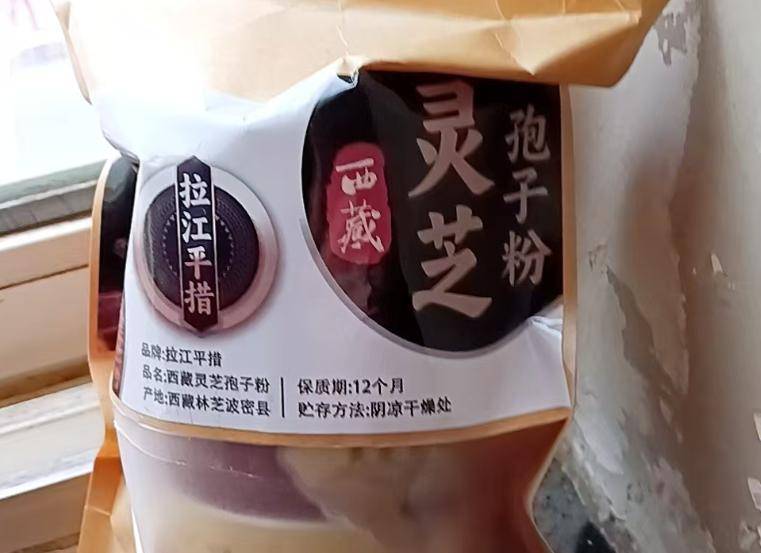 灵芝
孢子粉
西藏
拉江平措
品牌:拉江平措
品名:西藏灵芝孢子粉
产地:西藏林芝波密县
保质期:12个月
贮存方法:阴凉干燥处